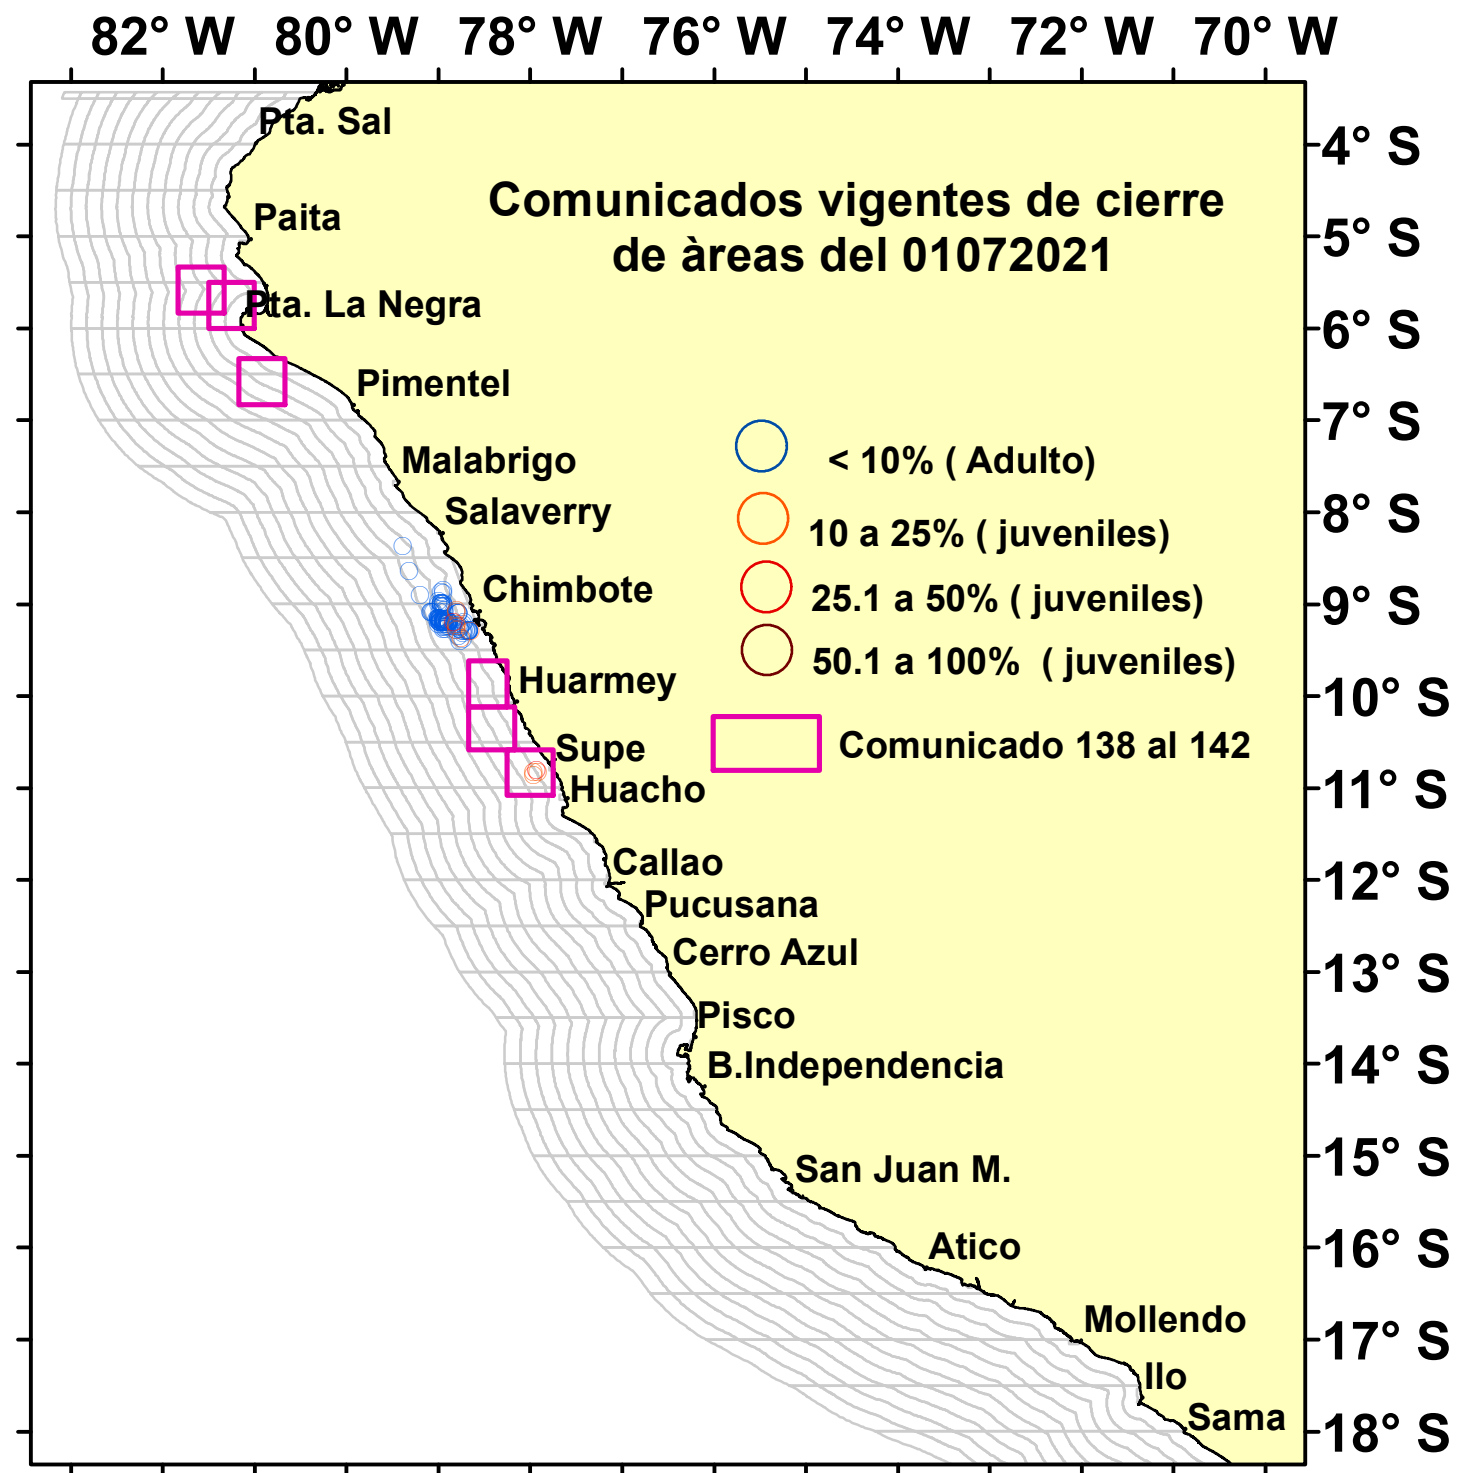 82° W 80° W 78° W 76° W 74° W 72° W 70° W
Pta. Sal
4° S
Comunicados vigentes de cierre
de àreas del 01072021
Paita
5° S
Pta. La Negra
6° S
Pimentel
7° S
Malabrigo
< 10% ( Adulto)
Salaverry
8° S
10 a 25% ( juveniles)
Chimbote
25.1 a 50% ( juveniles)
9° S
50.1 a 100% ( juveniles)
Huarmey
10° S
Supe
Comunicado 138 al 142
Huacho
11° S
Callao
12° S
Pucusana
Cerro Azul
13° S
Pisco
B.Independencia
14° S
San Juan M.
15° S
Atico
16° S
Mollendo
17° S
Ilo
Sama
18° S